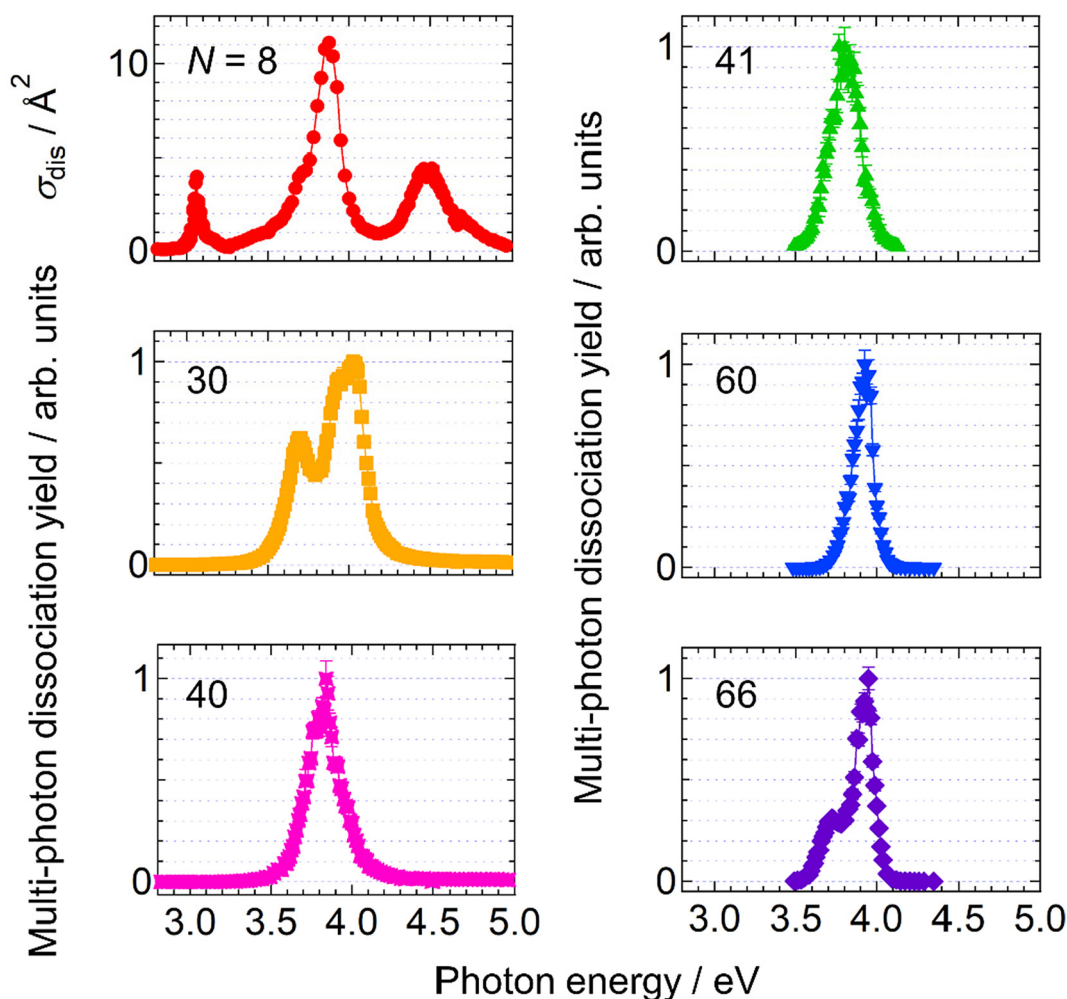 σdis / Å²
10
0
N = 8
Multi-photon dissociation yield / arb. units
1
0
30
1
0
40
3.0 3.5 4.0 4.5 5.0
Multi-photon dissociation yield / arb. units
1
0
41
1
0
60
1
0
66
3.0 3.5 4.0 4.5 5.0
Photon energy / eV